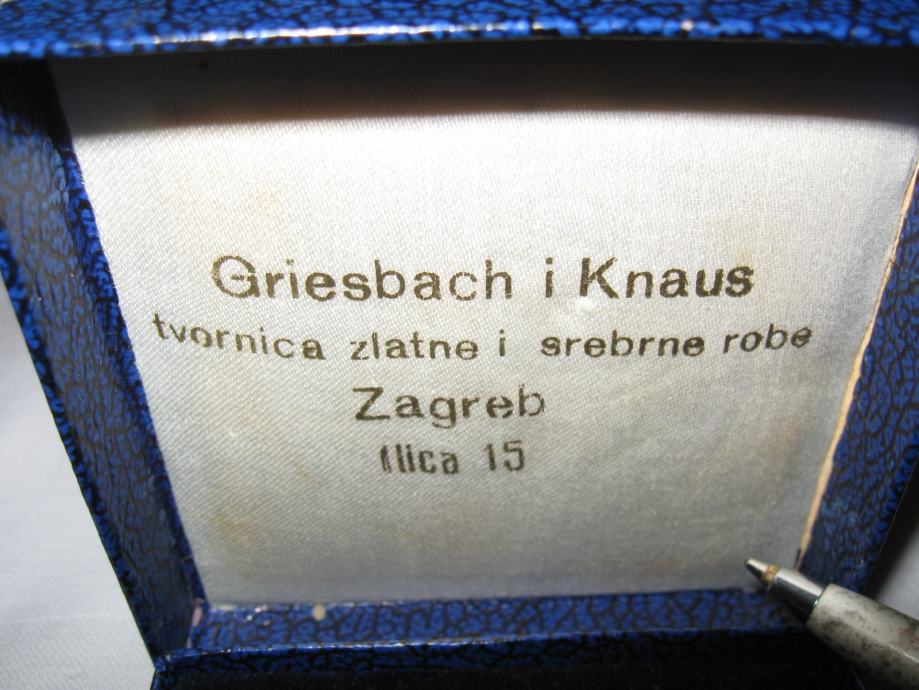 Griesbach i Knaus
tvornica zlatne i srebrne robe
Zagreb
Ilica 15